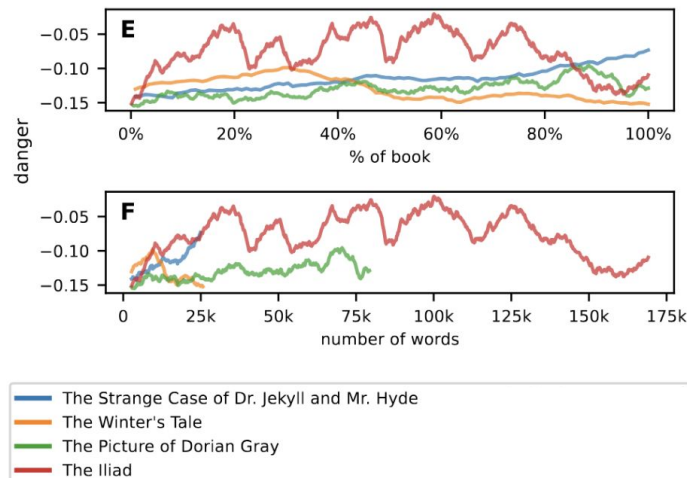 E
−0.05
−0.10
−0.15
0% 20% 40% 60% 80% 100%
% of book
danger
F
−0.05
−0.10
−0.15
0 25k 50k 75k 100k 125k 150k 175k
number of words
The Strange Case of Dr. Jekyll and Mr. Hyde
The Winter's Tale
The Picture of Dorian Gray
The Iliad